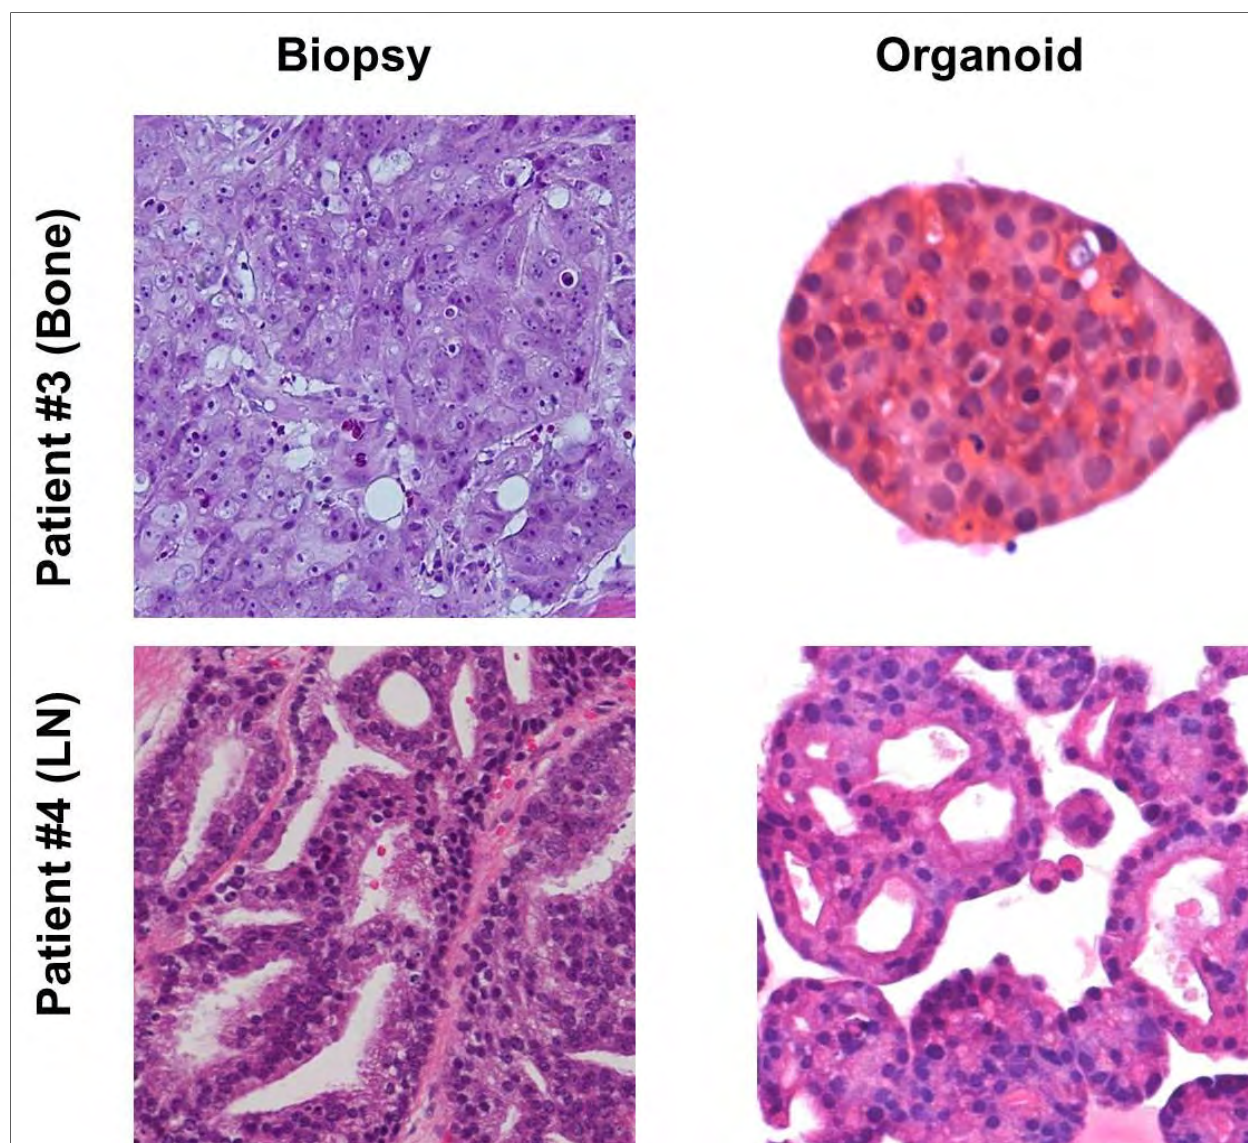 Biopsy
Organoid
Patient #3 (Bone)
Patient #4 (LN)